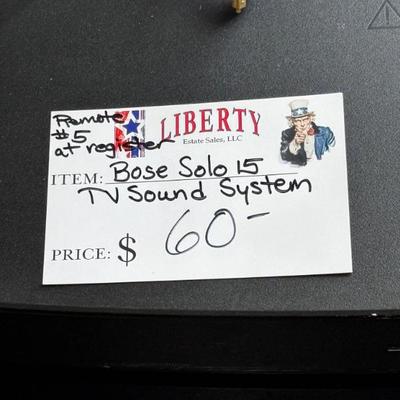 Remote
#5
at register
LIBERTY
Estate Sales, LLC
ITEM: Bose Solo 15
TV Sound System
PRICE: $ 60-